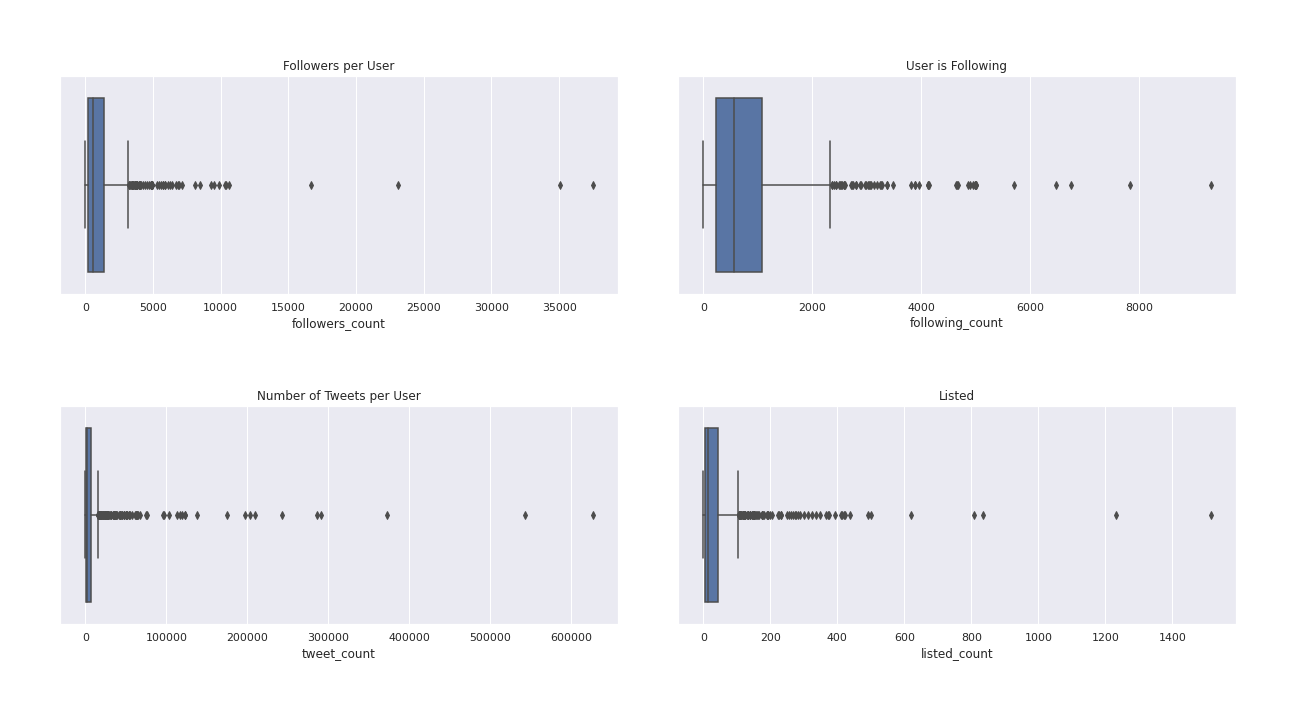 Followers per User
0 5000 10000 15000 20000 25000 30000 35000
followers_count
User is Following
0 2000 4000 6000 8000
following_count
Number of Tweets per User
0 100000 200000 300000 400000 500000 600000
tweet_count
Listed
0 200 400 600 800 1000 1200 1400
listed_count